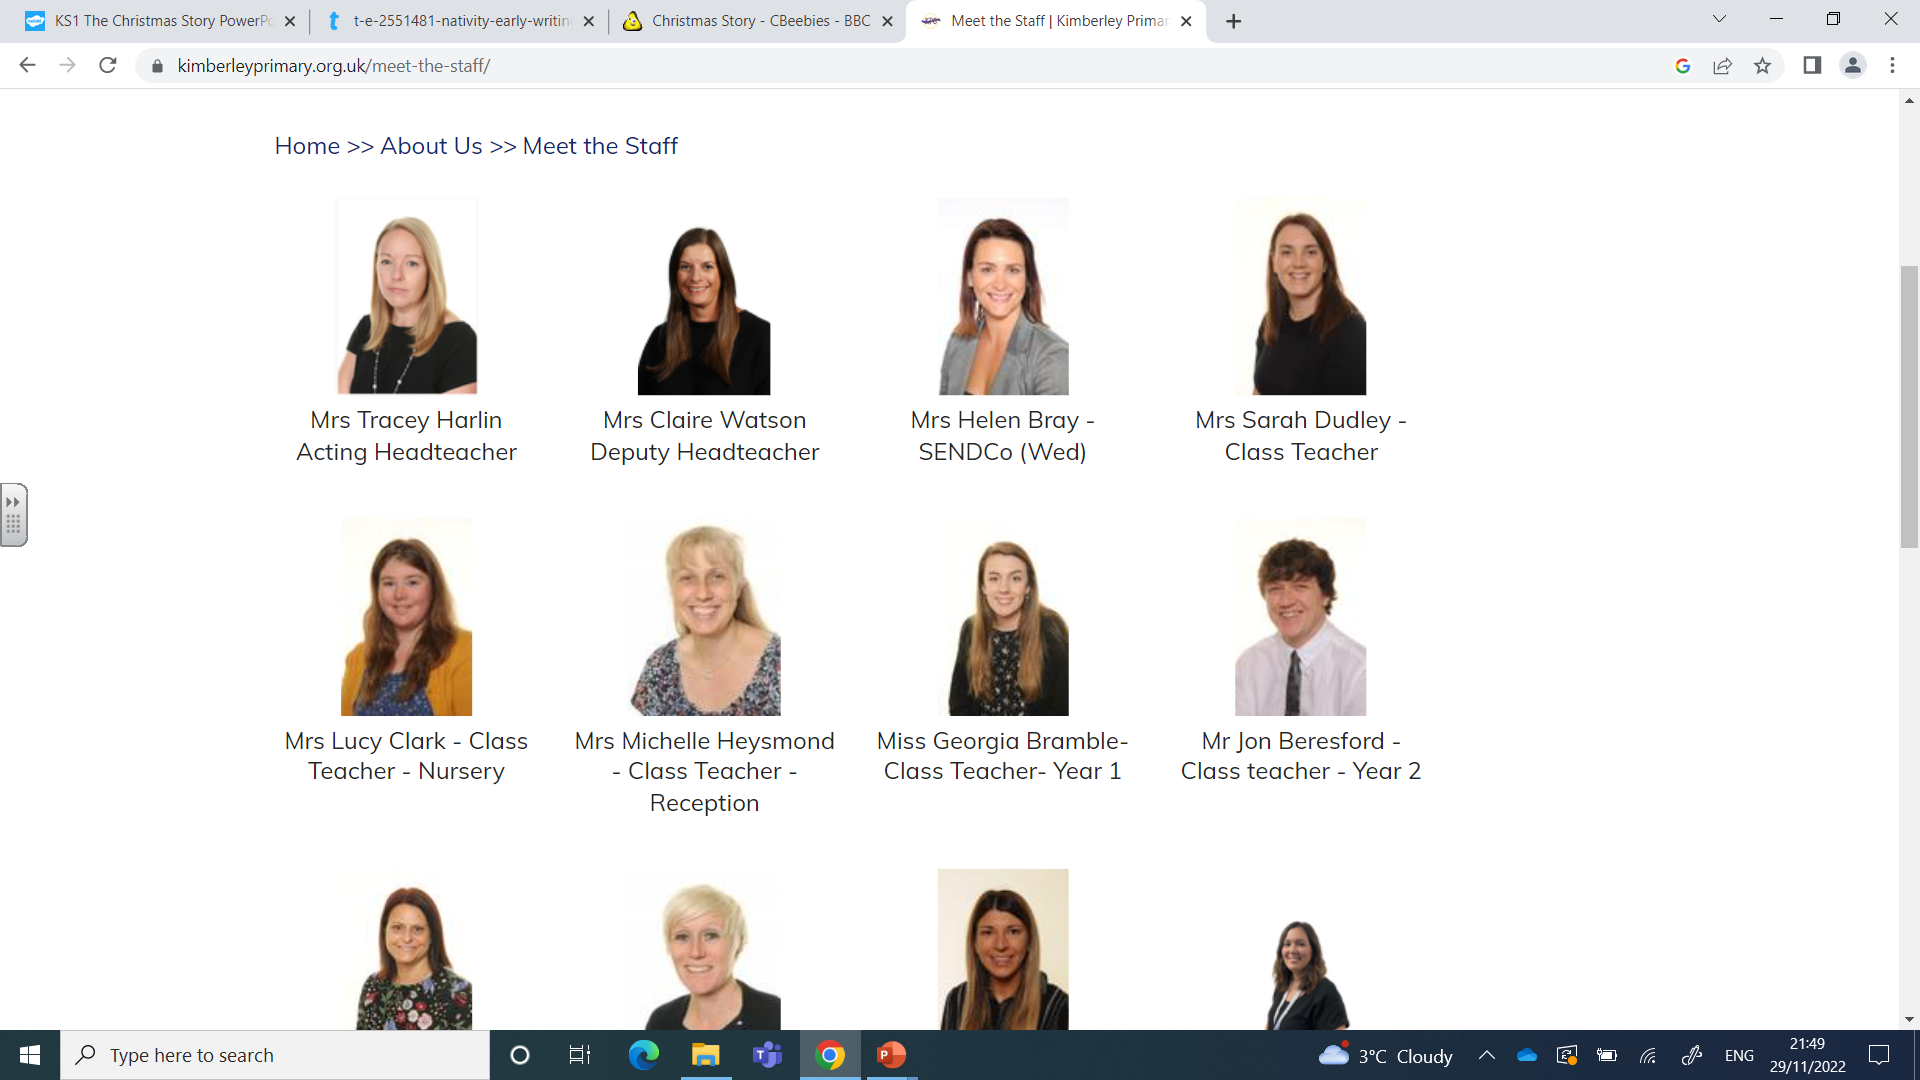 KS1 The Christmas Story PowerPo
t-e-2551481-nativity-early-writin
Christmas Story - CBeebies - BBC
Meet the Staff | Kimberley Primar
kimberleyprimary.org.uk/meet-the-staff/
Home >> About Us >> Meet the Staff
Mrs Tracey Harlin
Acting Headteacher
Mrs Claire Watson
Deputy Headteacher
Mrs Helen Bray -
SENDCo (Wed)
Mrs Sarah Dudley -
Class Teacher
Mrs Lucy Clark - Class
Teacher - Nursery
Mrs Michelle Heysmond
- Class Teacher -
Reception
Miss Georgia Bramble-
Class Teacher- Year 1
Mr Jon Beresford -
Class teacher - Year 2
Type here to search
3°C Cloudy
ENG
21:49
29/11/2022